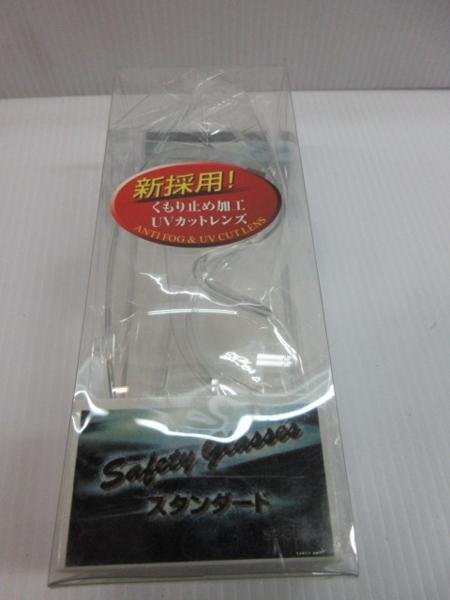 新採用!
くもり止め加工
UVカットレンズ
ANTI FOG & UV CUT LENS
Safety Glasses
スタンダード